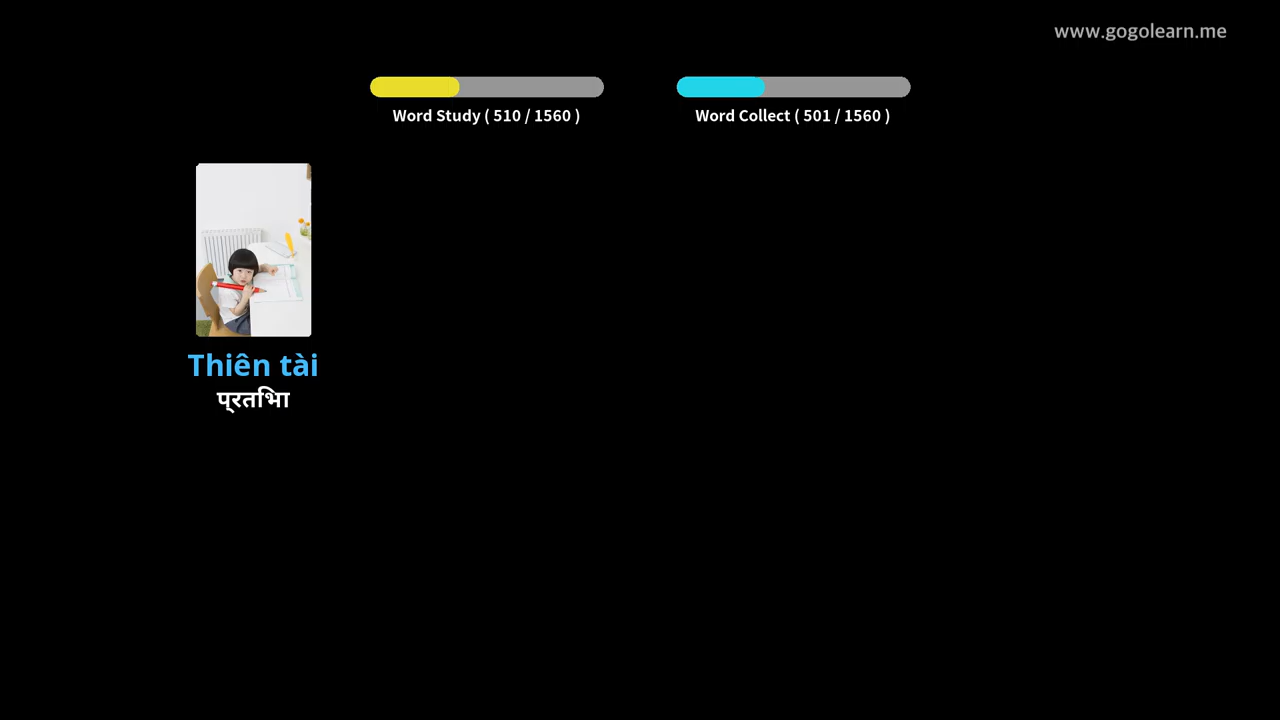 www.gogolearn.me
Word Study ( 510 / 1560 )
Word Collect ( 501 / 1560 )
Thiên tài
प्रतिभा